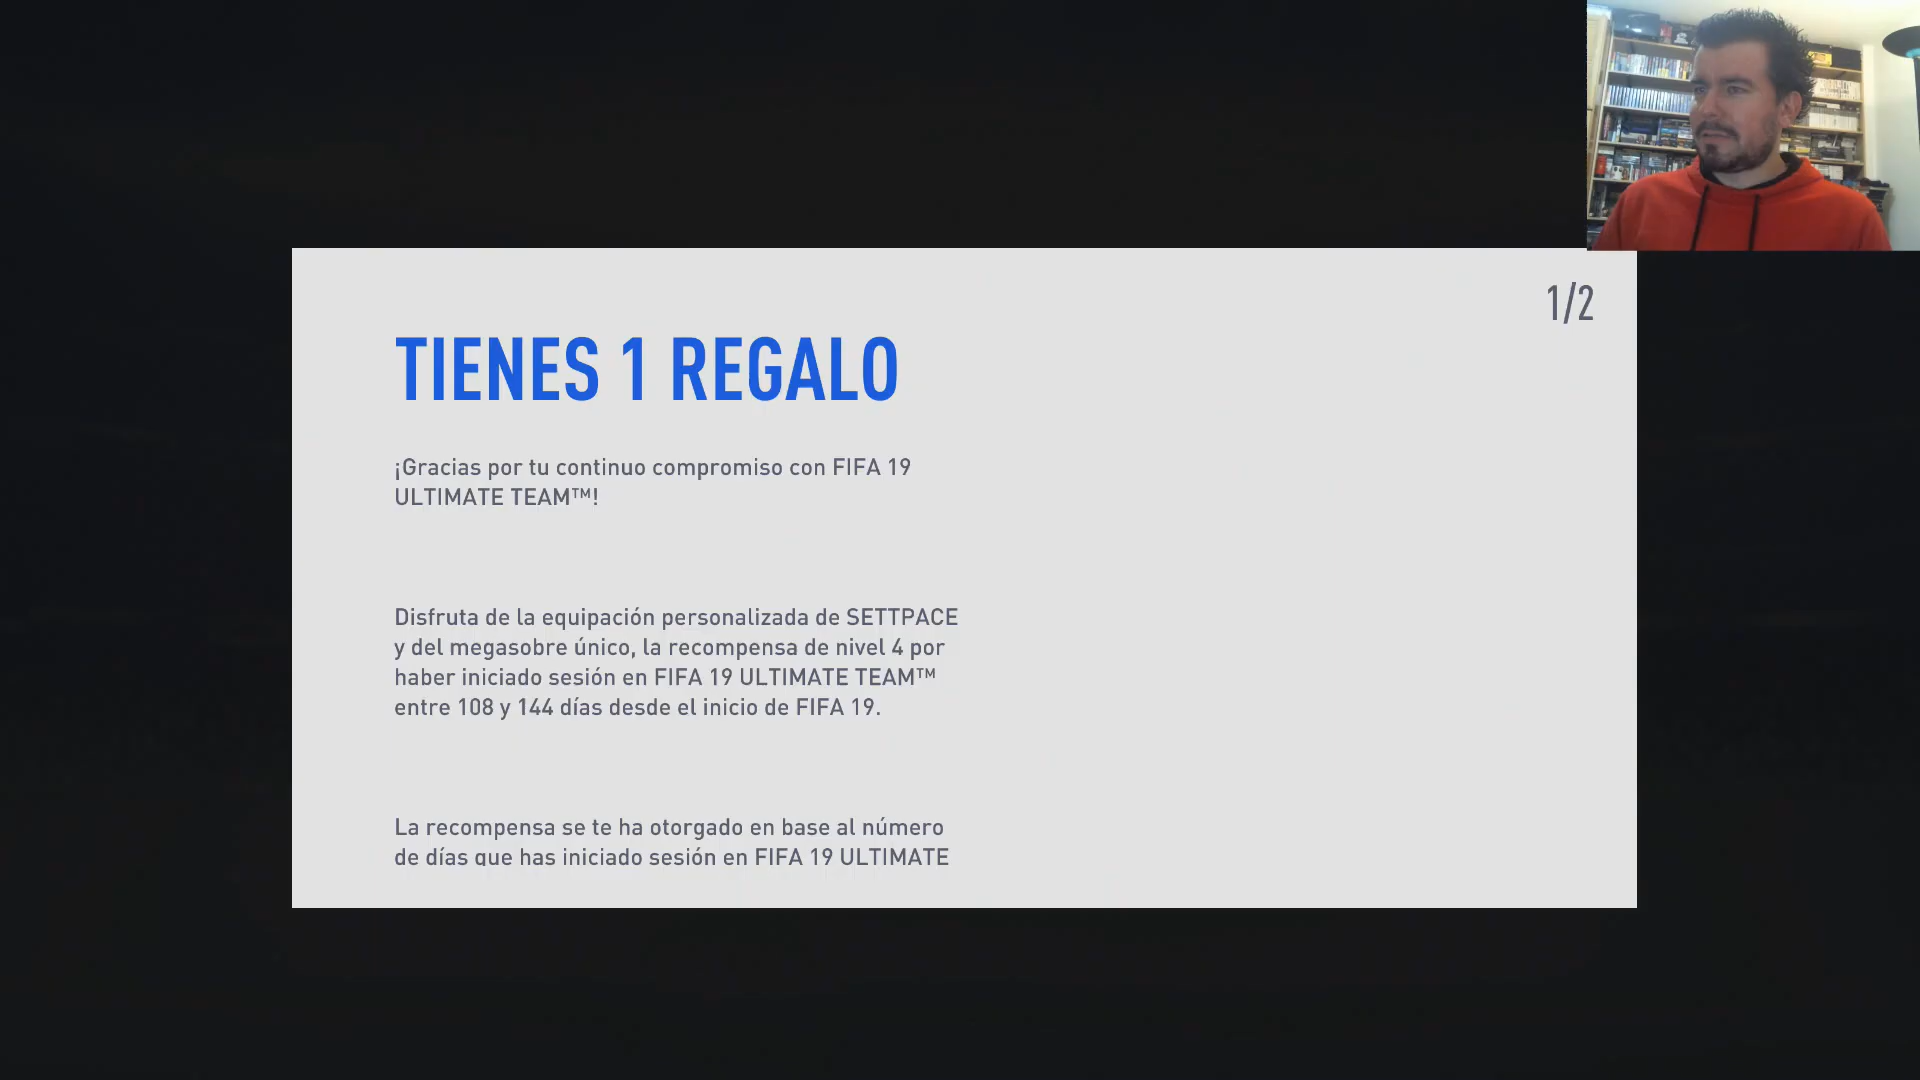 1/2
TIENES 1 REGALO
¡Gracias por tu continuo compromiso con FIFA 19
ULTIMATE TEAM™!
Disfruta de la equipación personalizada de SETTPACE
y del megasobre único, la recompensa de nivel 4 por
haber iniciado sesión en FIFA 19 ULTIMATE TEAM™
entre 108 y 144 días desde el inicio de FIFA 19.
La recompensa se te ha otorgado en base al número
de días que has iniciado sesión en FIFA 19 ULTIMATE